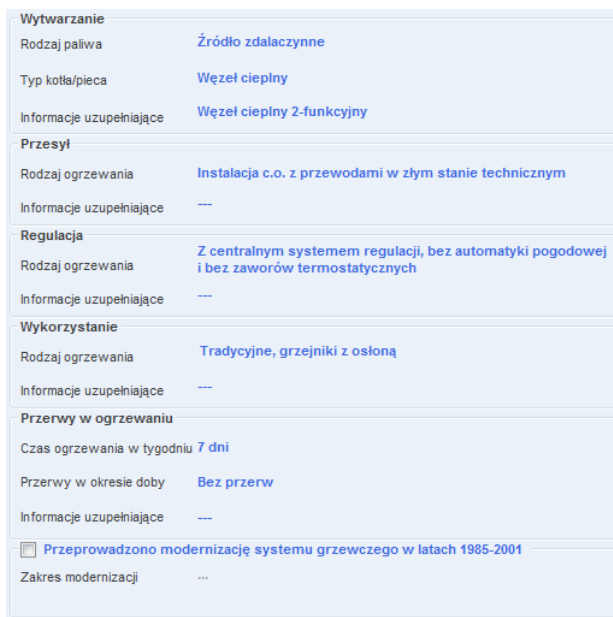 Wytwarzanie
Rodzaj paliwa Źródło zdalaczynne
Typ kotła/pieca Węzeł cieplny
Informacje uzupełniające Węzeł cieplny 2-funkcyjny
Przesył
Rodzaj ogrzewania Instalacja c.o. z przewodami w złym stanie technicznym
Informacje uzupełniające ---
Regulacja
Rodzaj ogrzewania Z centralnym systemem regulacji, bez automatyki pogodowej
i bez zaworów termostatycznych
Informacje uzupełniające ---
Wykorzystanie
Rodzaj ogrzewania Tradycyjne, grzejniki z osłoną
Informacje uzupełniające ---
Przerwy w ogrzewaniu
Czas ogrzewania w tygodniu 7 dni
Przerwy w okresie doby Bez przerw
Informacje uzupełniające ---
Przeprowadzono modernizację systemu grzewczego w latach 1985-2001
Zakres modernizacji ---